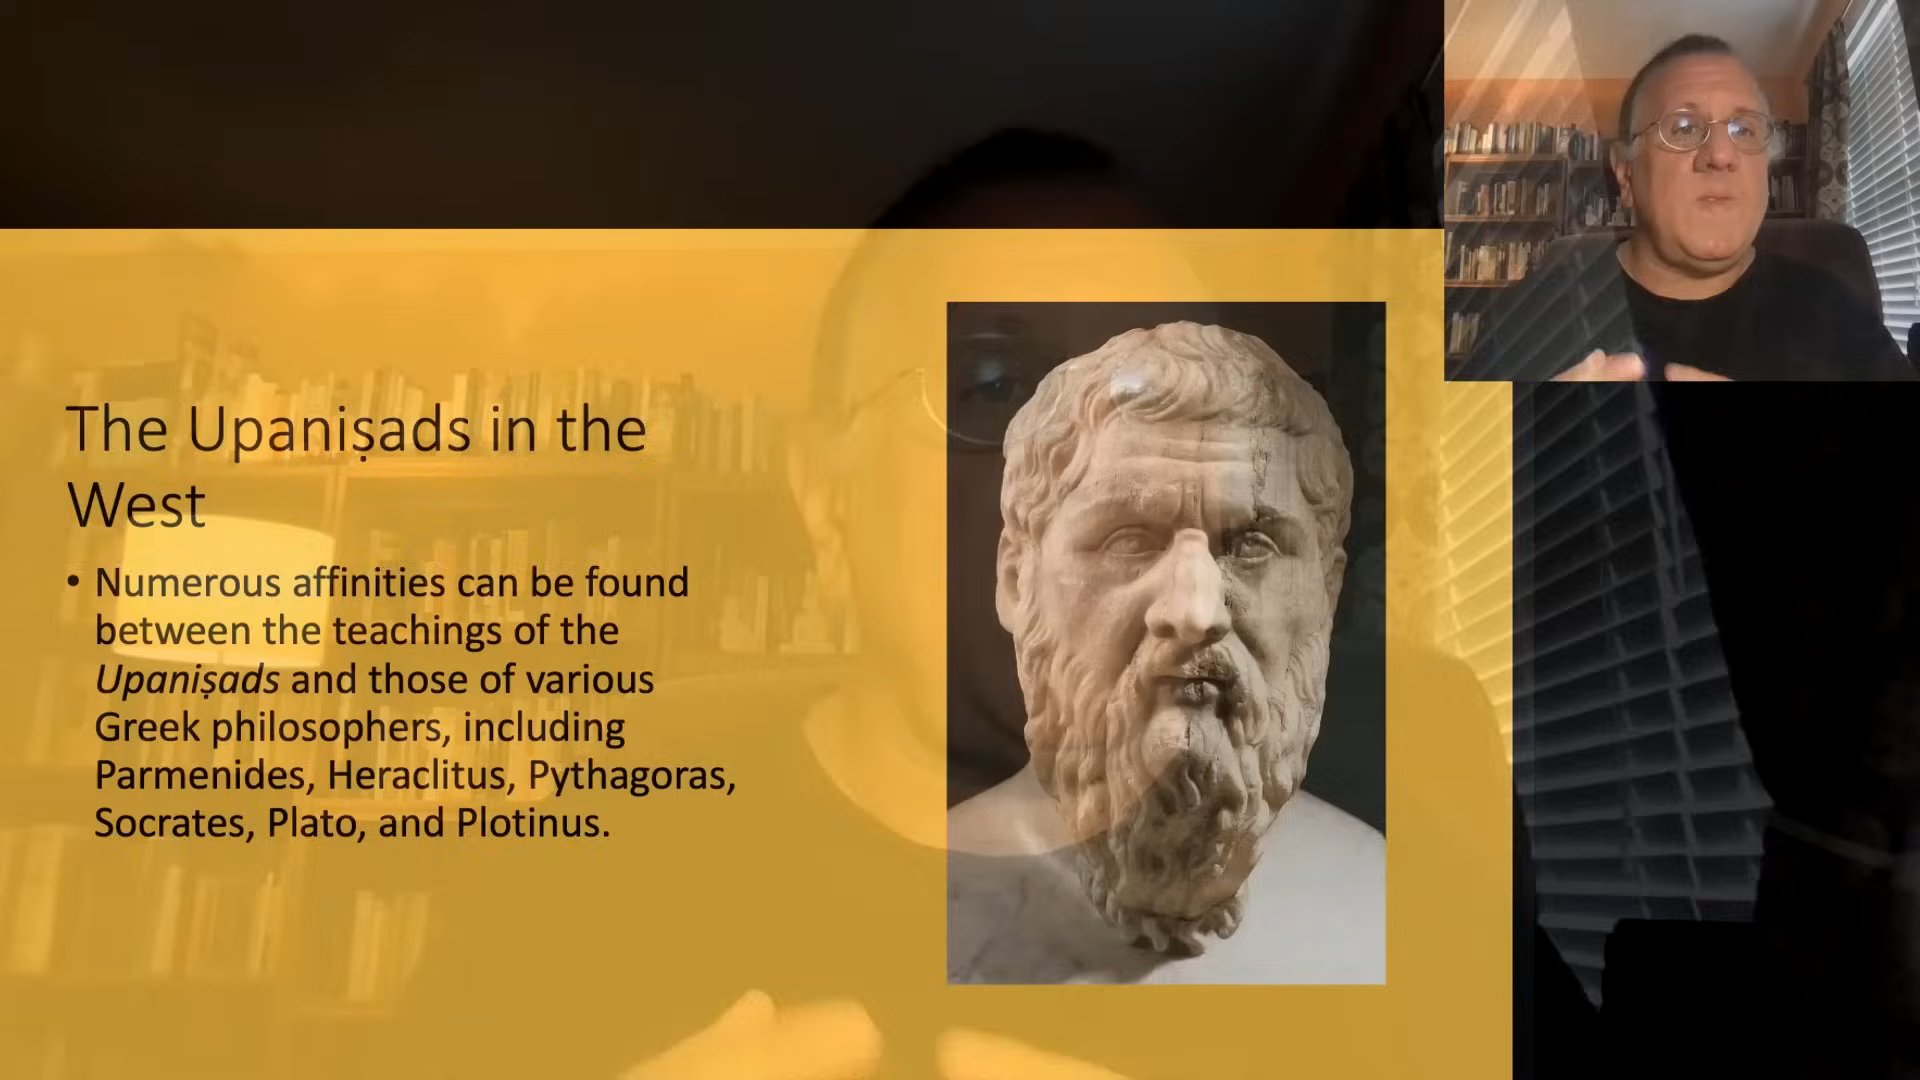 The Upaniṣads in the
West
• Numerous affinities can be found
between the teachings of the
Upaniṣads and those of various
Greek philosophers, including
Parmenides, Heraclitus, Pythagoras,
Socrates, Plato, and Plotinus.